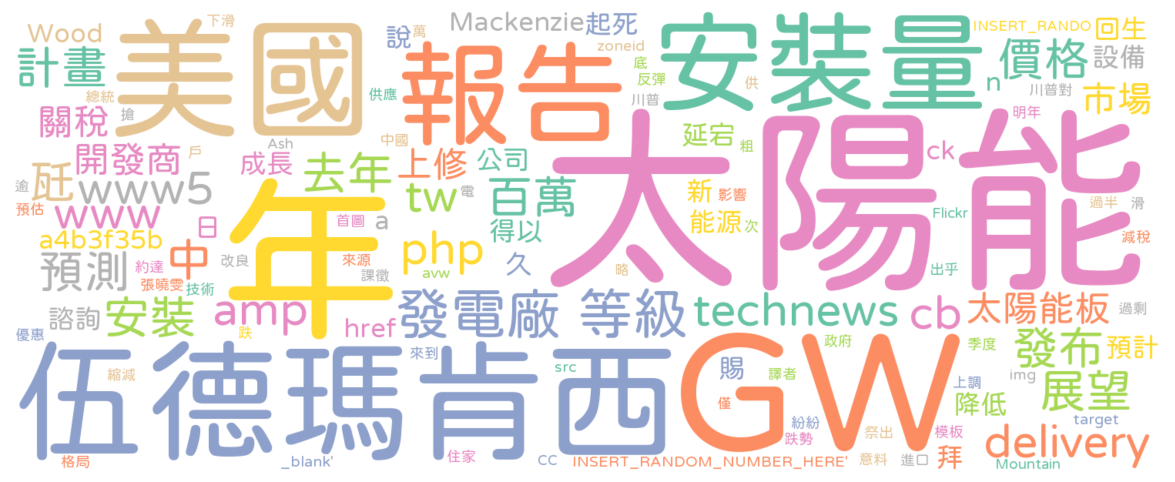 Wood
下滑
Mackenzie
起死
INSERT_RANDO
回生
計畫
美國
說
萬
zoneid
報告
安裝量
n
價格
設備
底
反彈
供
川普對
總統
搶
供應
川普
市場
關稅
Ash
中國
延宕
粗
明年
ck
太陽能
開發商
戶
成長
去年
上修
公司
逾
瓩
www5
年
tw
電
百萬
新
影響
過半
滑
預估
www
日
首圖
a
得以
能源
次
Flickr
a4b3f35b
中
來源
php
減稅
預測
約達
改良
課徵
avw
久
略
出乎
張曉雯
技術
諮詢
安裝
amp
href
發電廠
等級
technews
cb
太陽能板
過剩
優惠
跌
來到
政府
季度
發布
預計
伍德瑪肯西
GW
縮減
src
賜
譯者
上調
img
展望
僅
降低
紛紛
跌勢
祭出
模板
target
delivery
格局
_blank'
住家
CC
INSERT_RANDOM_NUMBER_HERE'
意料
進口
拜
Mountain